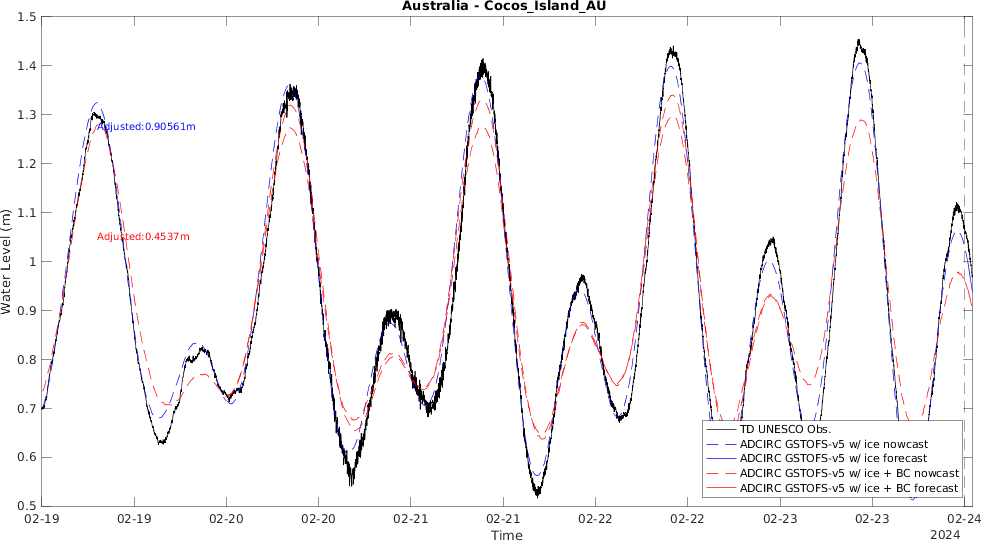 Australia - Cocos_Island_AU
1.5
1.4
1.3
1.2
1.1
1
0.9
0.8
0.7
0.6
0.5
Water Level (m)
Adjusted:0.90561m
Adjusted:0.4537m
TD UNESCO Obs.
ADCIRC GSTOFS-v5 w/ ice nowcast
ADCIRC GSTOFS-v5 w/ ice forecast
ADCIRC GSTOFS-v5 w/ ice + BC nowcast
ADCIRC GSTOFS-v5 w/ ice + BC forecast
02-19 02-19 02-20 02-20 02-21 02-21 02-22 02-22 02-23 02-23 02-24
Time
2024